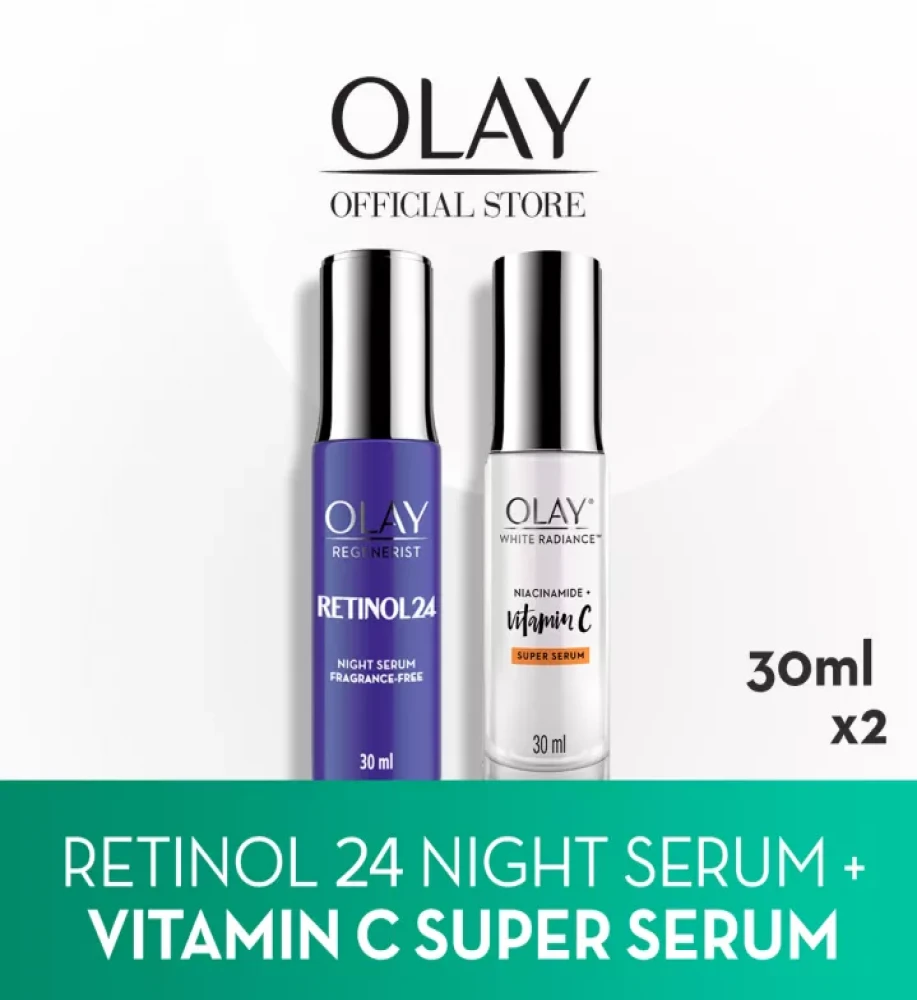 OLAY
OFFICIAL STORE
OLAY
REGENERIST
RETINOL24
NIGHT SERUM
FRAGRANCE-FREE
30 ml
OLAY®
WHITE RADIANCE™
NIACINAMIDE +
Vitamin C
SUPER SERUM
30 ml
30ml
x2
RETINOL 24 NIGHT SERUM +
VITAMIN C SUPER SERUM